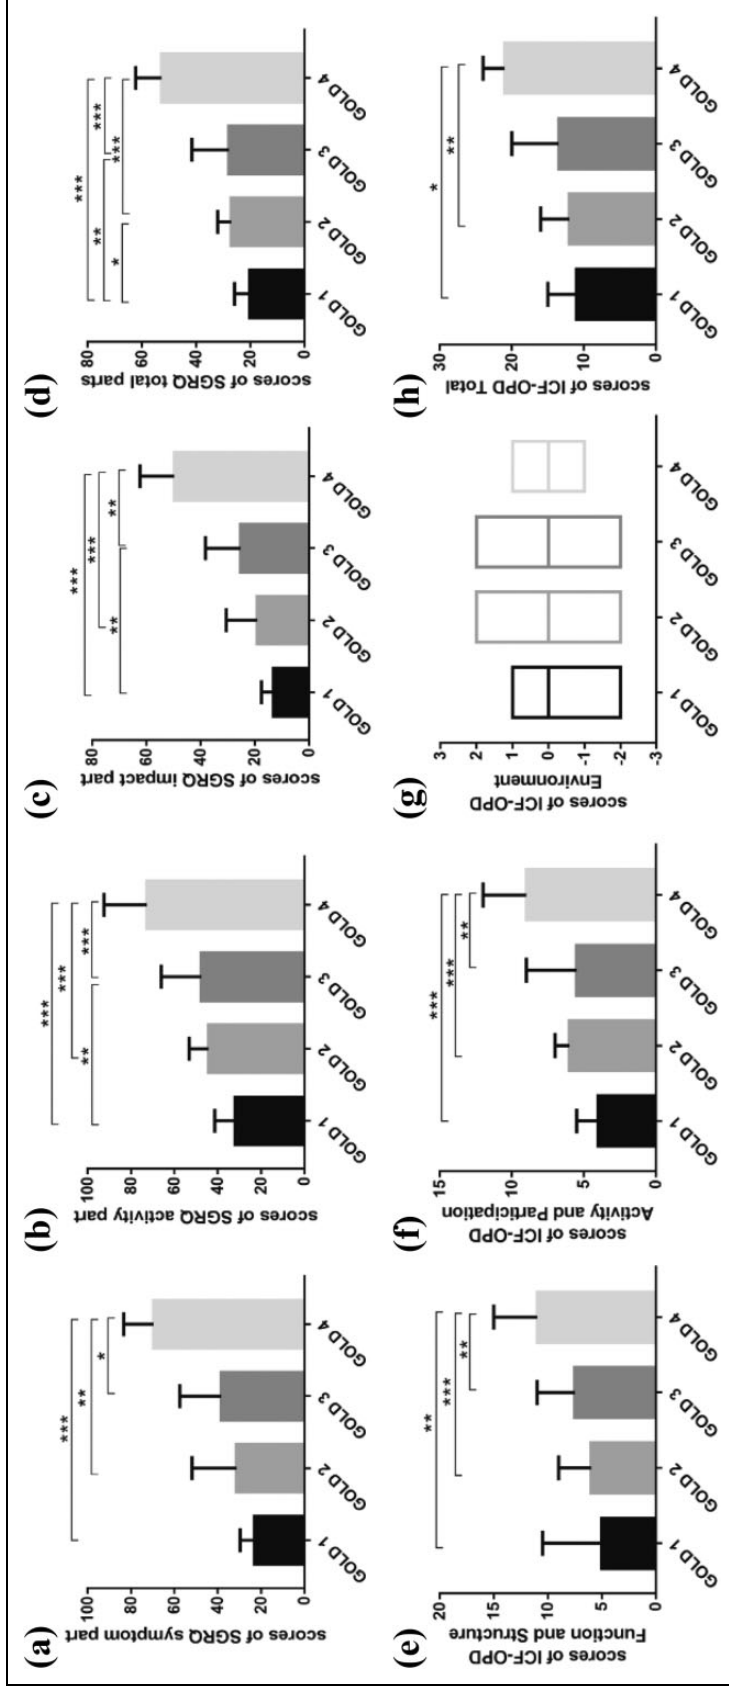 (a)
scores of SGRQ symptom part
100
80
60
40
20
0
***
**
*
GOLD 1
GOLD 2
GOLD 3
GOLD 4
(b)
scores of SGRQ activity part
100
80
60
40
20
0
***
***
**
***
GOLD 1
GOLD 2
GOLD 3
GOLD 4
(c)
scores of SGRQ impact part
80
60
40
20
0
***
***
**
**
GOLD 1
GOLD 2
GOLD 3
GOLD 4
(d)
scores of SGRQ total parts
80
60
40
20
0
***
**
***
*
***
GOLD 1
GOLD 2
GOLD 3
GOLD 4
(e)
scores of ICF-OPD
Function and Structure
20
15
10
5
0
**
***
**
GOLD 1
GOLD 2
GOLD 3
GOLD 4
(f)
scores of ICF-OPD
Activity and Participation
15
10
5
0
***
***
**
GOLD 1
GOLD 2
GOLD 3
GOLD 4
(g)
scores of ICF-OPD
Environment
3
2
1
0
-1
-2
-3
GOLD 1
GOLD 2
GOLD 3
GOLD 4
(h)
scores of ICF-OPD Total
30
20
10
0
*
**
GOLD 1
GOLD 2
GOLD 3
GOLD 4